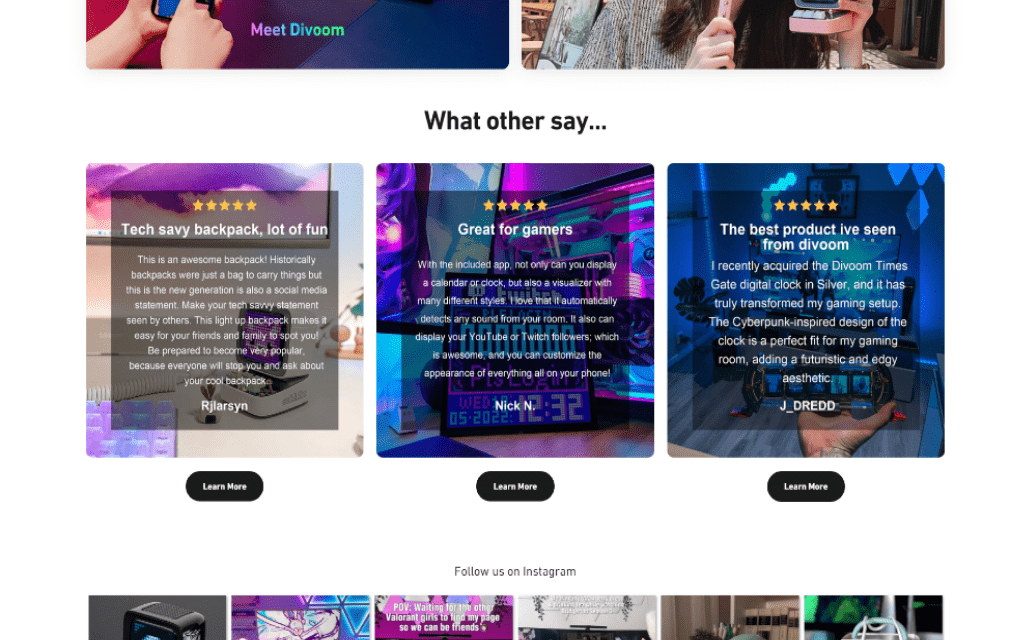 Meet Divoom
What other say...
Tech savy backpack, lot of fun
This is an awesome backpack! Historically
backpacks were just a bag to carry things but
this is the new generation is also a social media
statement. Make your tech savvy statement
seen by others. This light up backpack makes it
easy for your friends and family to spot you!
Be prepared to become very popular,
because everyone will stop you and ask about
your cool backpack.
Rjlarsyn
Learn More
Great for gamers
With the included app, not only can you display
a calendar or clock, but also a visualizer with
many different styles. I love that it automatically
detects any sound from your room. It also can
display your YouTube or Twitch followers; which
is awesome, and you can customize the
appearance of everything all on your phone!
Nick N.
12:32
Learn More
The best product ive seen
from divoom
I recently acquired the Divoom Times
Gate digital clock in Silver, and it has
truly transformed my gaming setup.
The Cyberpunk-inspired design of the
clock is a perfect fit for my gaming
room, adding a futuristic and edgy
aesthetic.
J_DREDD
Learn More
Follow us on Instagram
POV: Waiting for the other
Valorant girls to find my page
so we can be friends